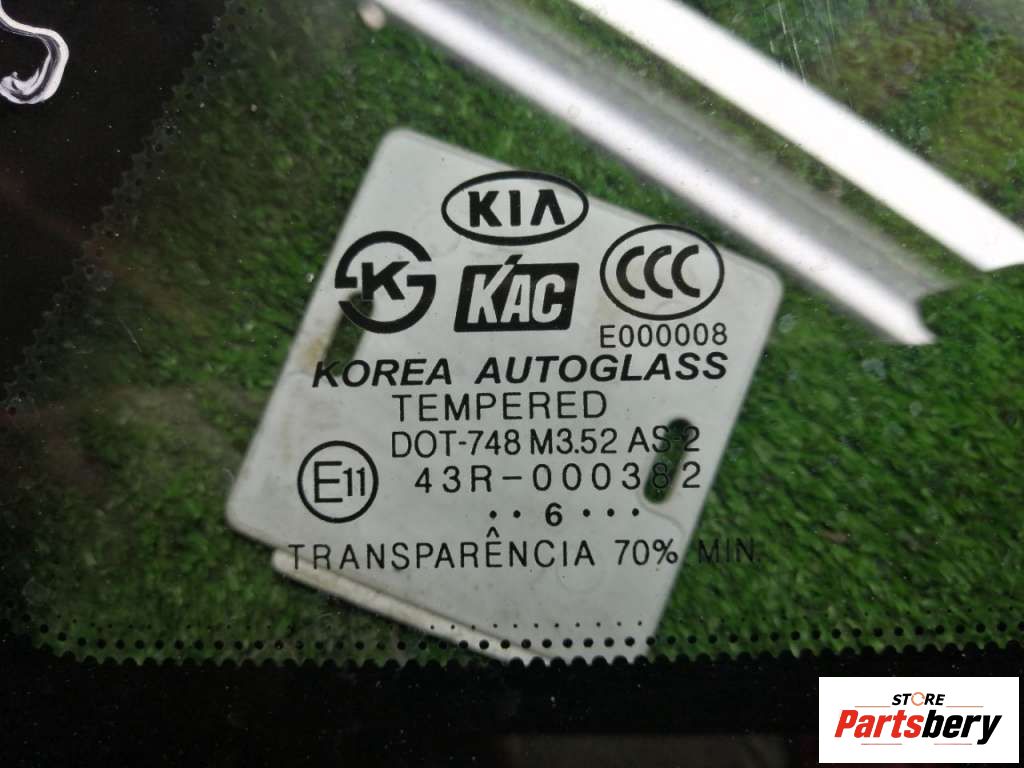 KIA
K
KAC
CCC
E000008
KOREA AUTOGLASS
TEMPERED
DOT-748 M3.52 AS-2
E11
43R-000382
··6···
TRANSPARÊNCIA 70% MIN.
STORE
Partsbery